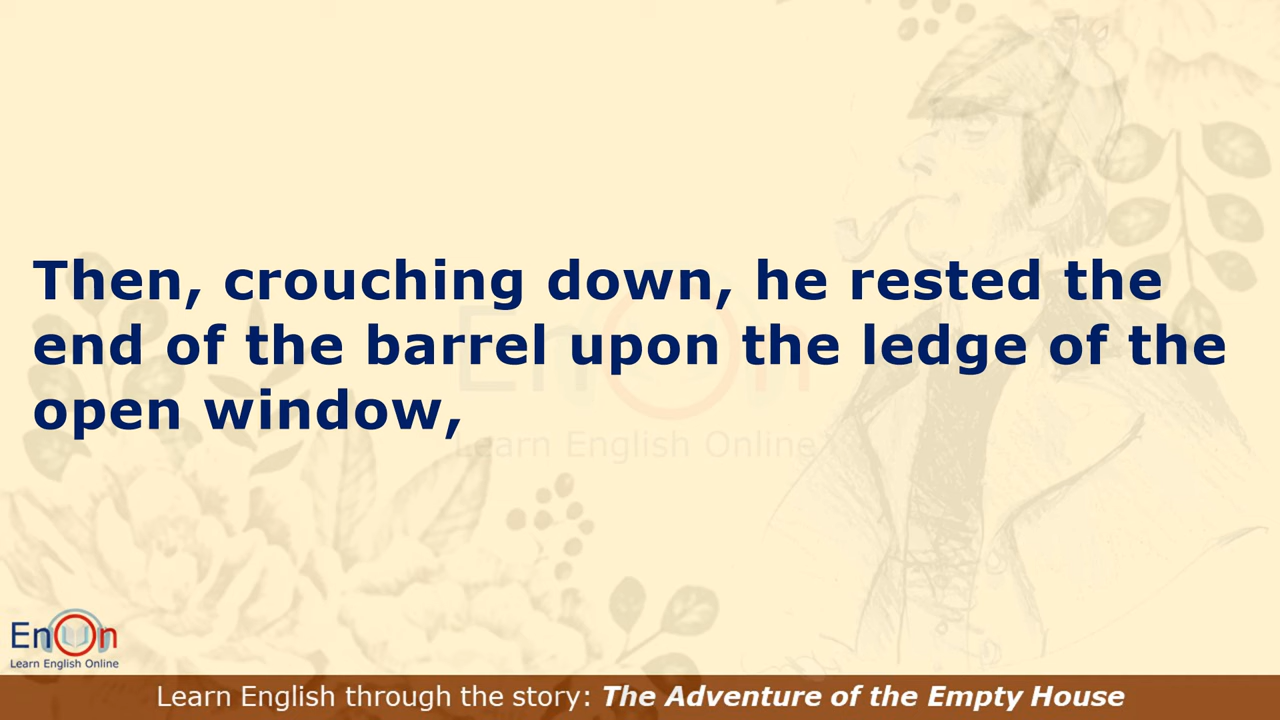 Then, crouching down, he rested the
end of the barrel upon the ledge of the
open window,
EnOn
Learn English Online
EnOn
Learn English Online
Learn English through the story: The Adventure of the Empty House